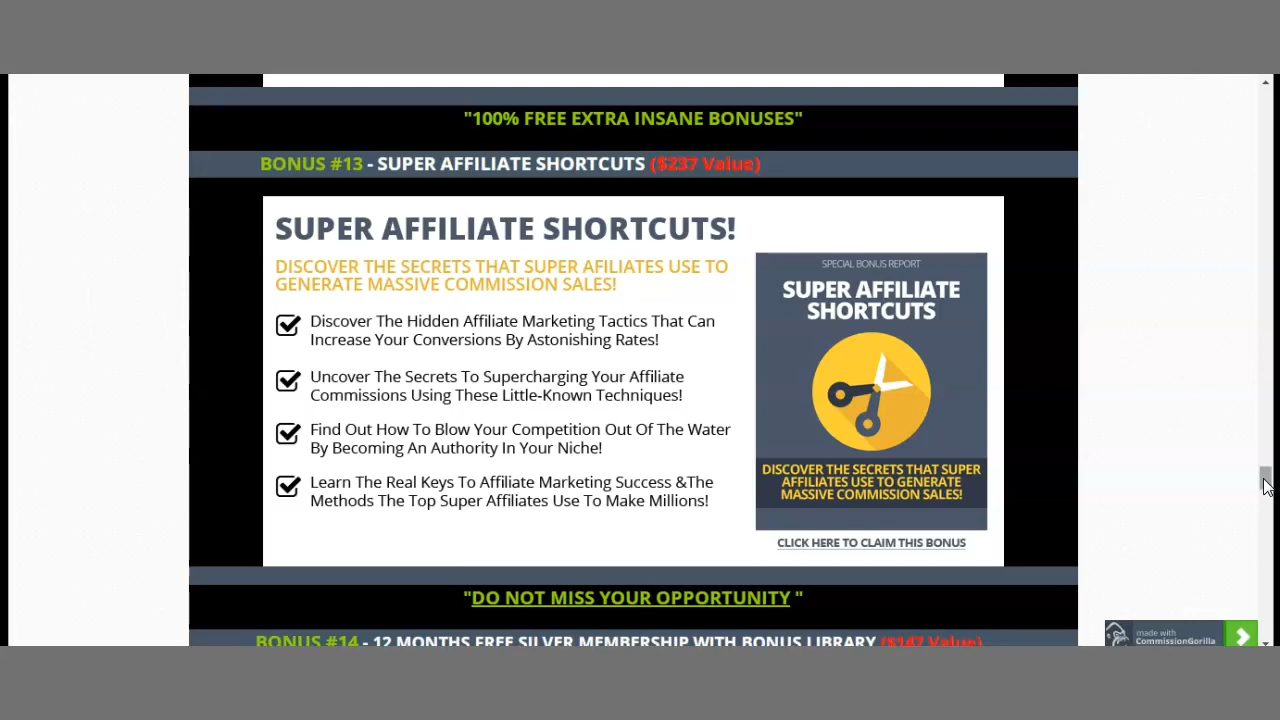 "100% FREE EXTRA INSANE BONUSES"
BONUS #13 - SUPER AFFILIATE SHORTCUTS ($237 Value)
SUPER AFFILIATE SHORTCUTS!
DISCOVER THE SECRETS THAT SUPER AFILIATES USE TO
GENERATE MASSIVE COMMISSION SALES!
Discover The Hidden Affiliate Marketing Tactics That Can
Increase Your Conversions By Astonishing Rates!
Uncover The Secrets To Supercharging Your Affiliate
Commissions Using These Little-Known Techniques!
Find Out How To Blow Your Competition Out Of The Water
By Becoming An Authority In Your Niche!
Learn The Real Keys To Affiliate Marketing Success &The
Methods The Top Super Affiliates Use To Make Millions!
SPECIAL BONUS REPORT
SUPER AFFILIATE
SHORTCUTS
DISCOVER THE SECRETS THAT SUPER
AFFILIATES USE TO GENERATE
MASSIVE COMMISSION SALES!
CLICK HERE TO CLAIM THIS BONUS
"DO NOT MISS YOUR OPPORTUNITY "
BONUS #14 - 12 MONTHS FREE SILVER MEMBERSHIP WITH BONUS LIBRARY ($147 Value)
made with
CommissionGorilla